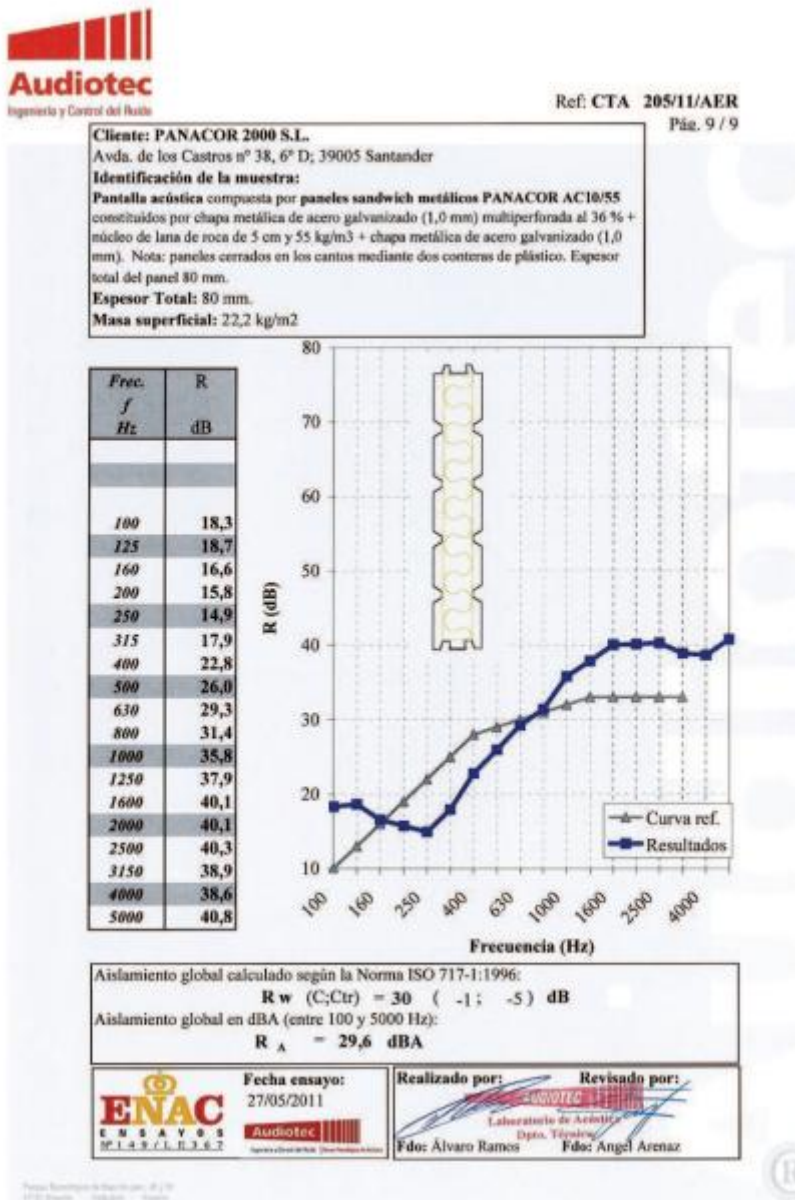 Audiotec
Ingeniería y Control del Ruido
Ref: CTA 205/11/AER
Pág. 9 / 9
Cliente: PANACOR 2000 S.L.
Avda. de los Castros nº 38, 6º D; 39005 Santander
Identificación de la muestra:
Pantalla acústica compuesta por paneles sandwich metálicos PANACOR AC10/55
constituidos por chapa metálica de acero galvanizado (1,0 mm) multiperforada al 36 % +
núcleo de lana de roca de 5 cm y 55 kg/m3 + chapa metálica de acero galvanizado (1,0
mm). Nota: paneles cerrados en los cantos mediante dos conteras de plástico. Espesor
total del panel 80 mm.
Espesor Total: 80 mm.
Masa superficial: 22,2 kg/m2
Frec. R
f
Hz dB
100 18,3
125 18,7
160 16,6
200 15,8
250 14,9
315 17,9
400 22,8
500 26,0
630 29,3
800 31,4
1000 35,8
1250 37,9
1600 40,1
2000 40,1
2500 40,3
3150 38,9
4000 38,6
5000 40,8
80
70
60
50
40
30
20
10
R (dB)
Curva ref.
Resultados
100 160 250 400 630 1000 1600 2500 4000
Frecuencia (Hz)
Aislamiento global calculado según la Norma ISO 717-1:1996:
R w (C;Ctr) = 30 ( -1 ; -5 ) dB
Aislamiento global en dBA (entre 100 y 5000 Hz):
R A = 29,6 dBA
ENAC
ENSAYOS
Nº 149/LE367
Fecha ensayo:
27/05/2011
Audiotec
Realizado por: Revisado por:
AUDIOTEC
Laboratorio de Acústica
Dpto. Técnico
Fdo: Álvaro Ramos Fdo: Angel Arenaz